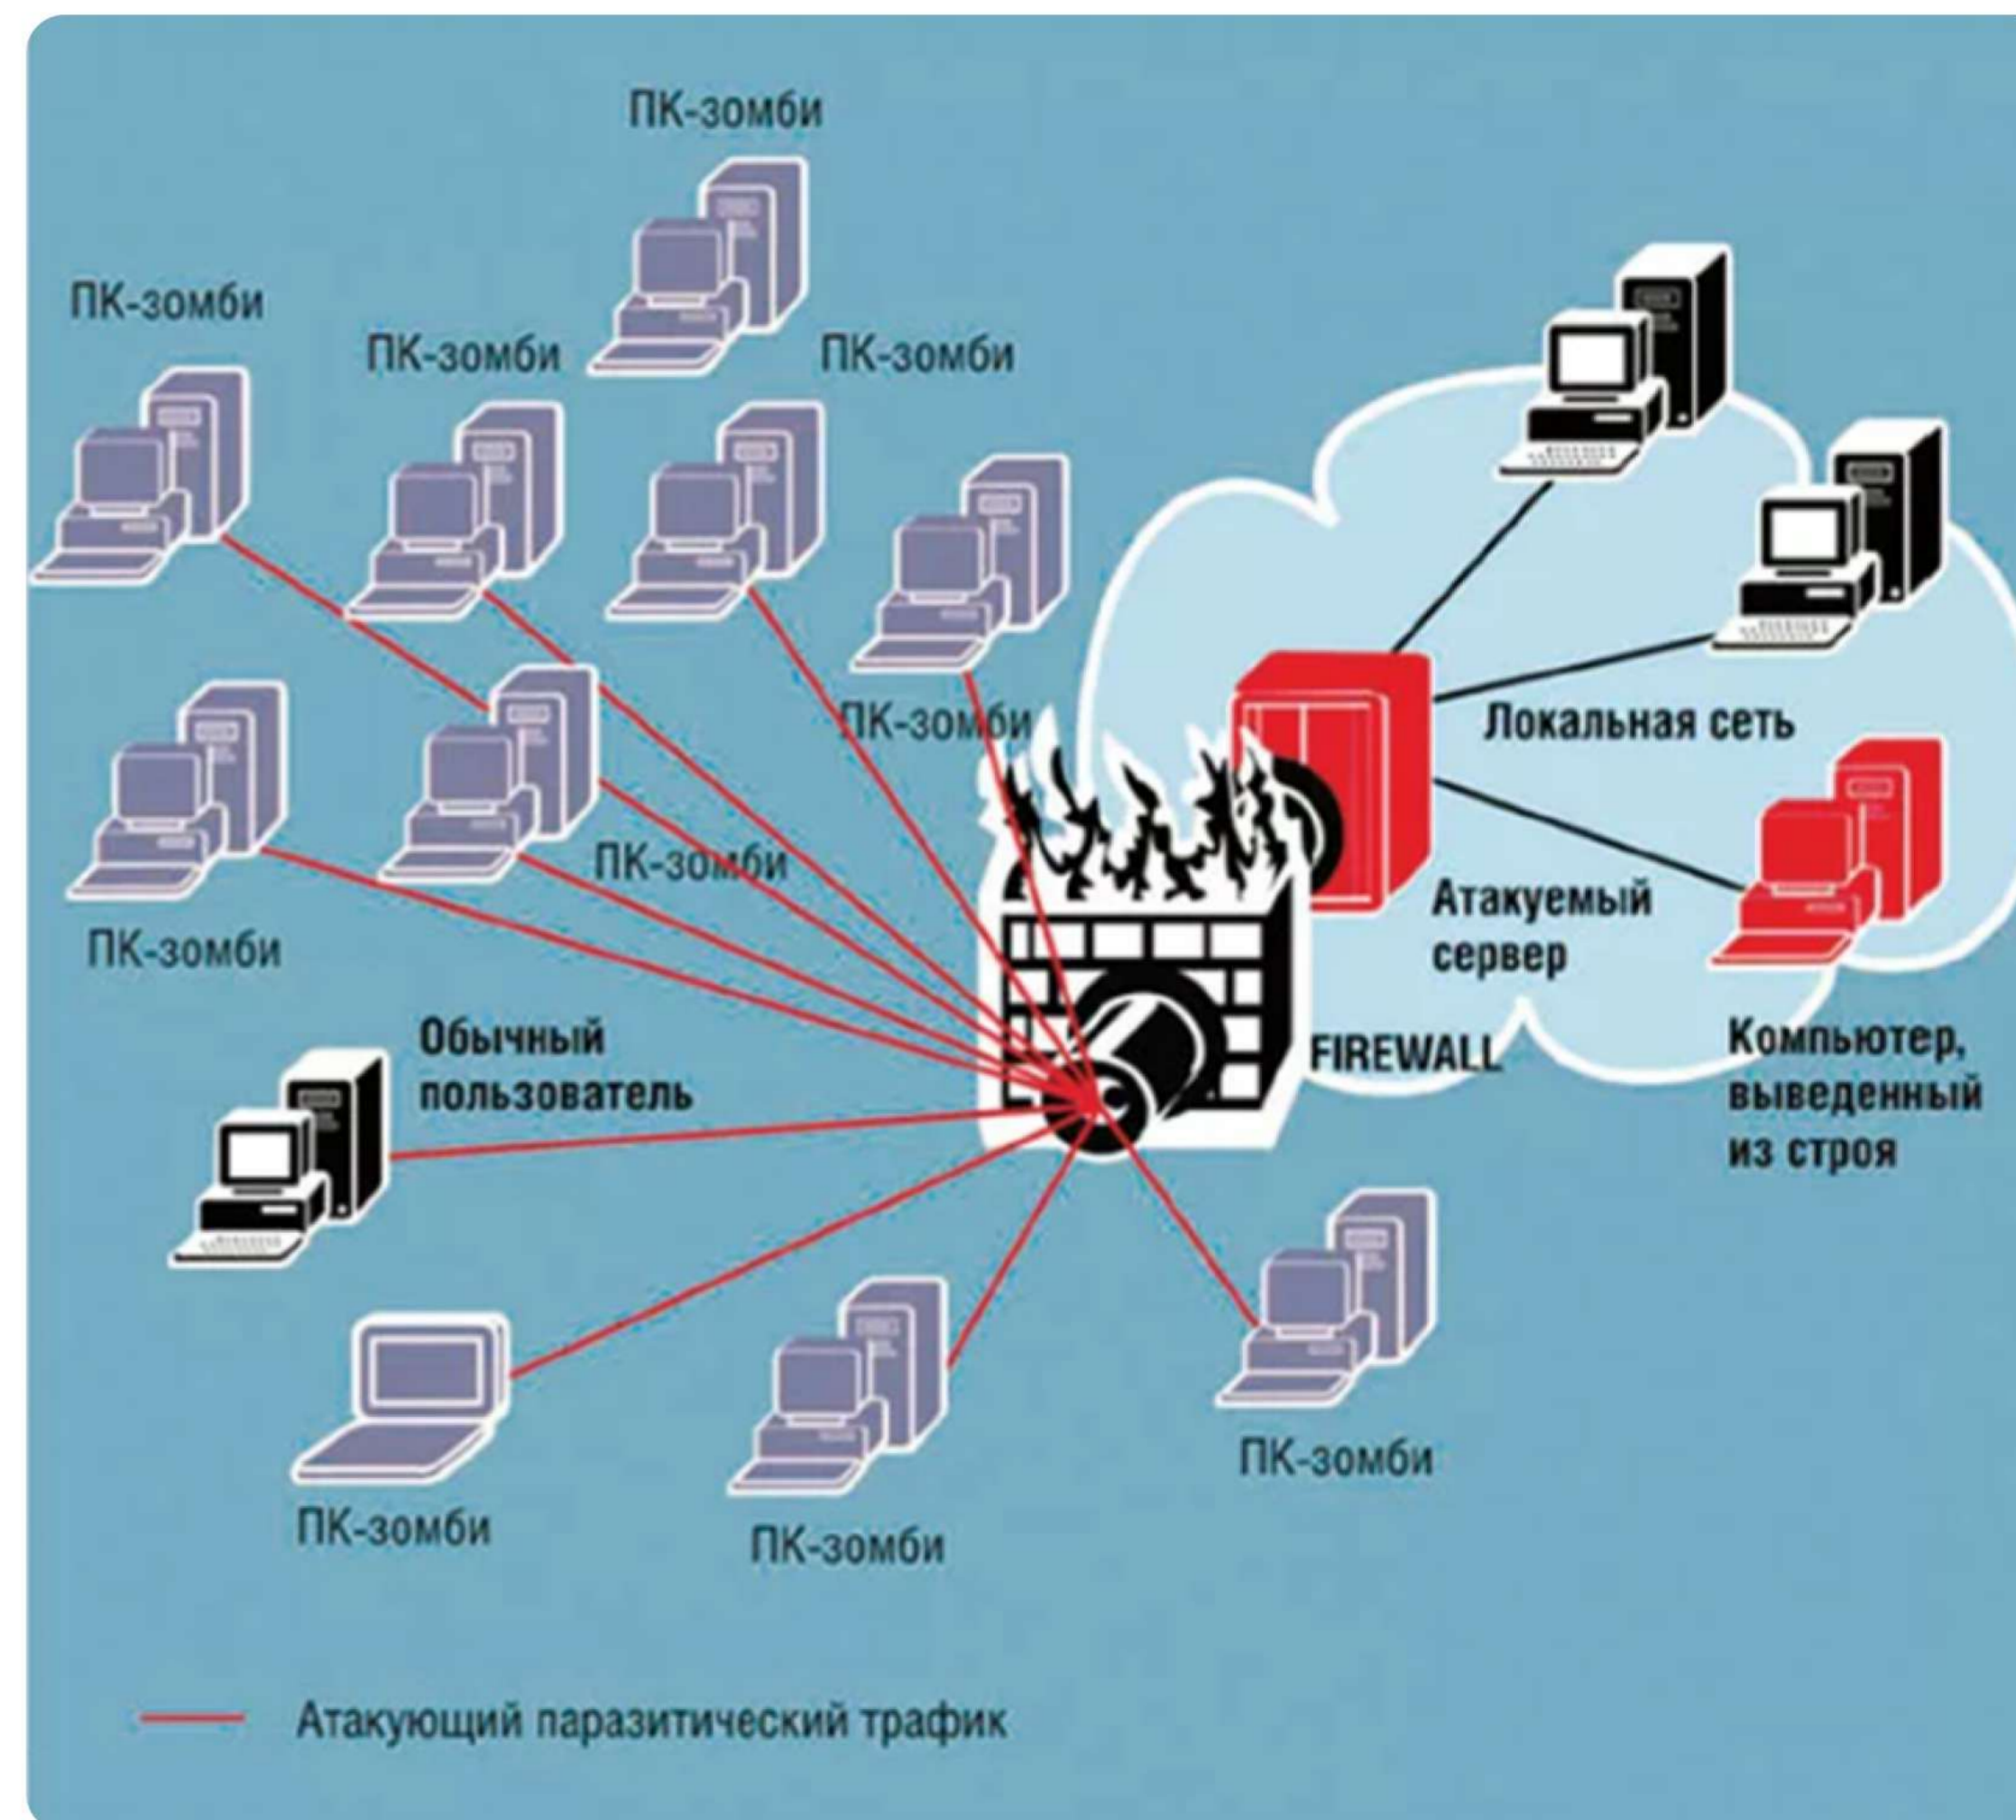 ПК-зомби
ПК-зомби
ПК-зомби
ПК-зомби
ПК-зомби
Локальная сеть
ПК-зомби
Атакуемый
сервер
ПК-зомби
Обычный
пользователь
FIREWALL
Компьютер,
выведенный
из строя
ПК-зомби
ПК-зомби
ПК-зомби
Атакующий паразитический трафик